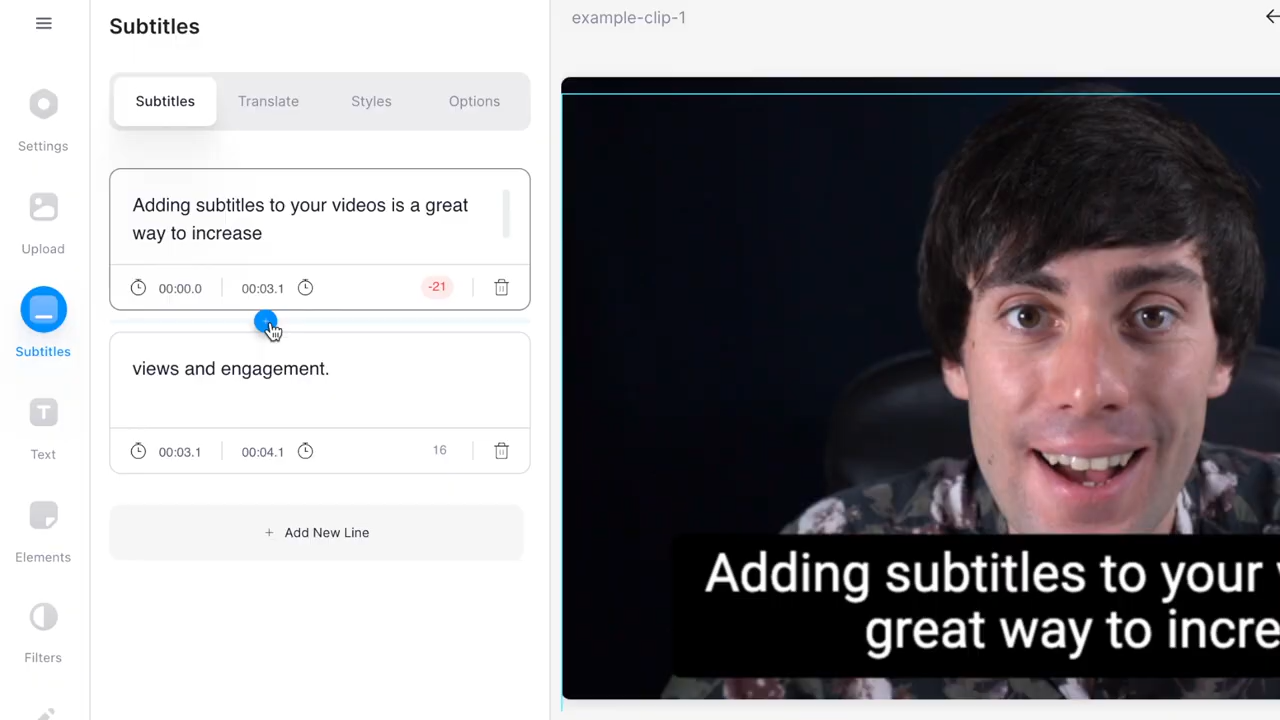 Subtitles
example-clip-1
Subtitles
Translate
Styles
Options
Settings
Upload
Subtitles
Text
Elements
Filters
Adding subtitles to your videos is a great
way to increase
00:00.0
00:03.1
-21
views and engagement.
00:03.1
00:04.1
16
+ Add New Line
Adding subtitles to your
great way to incre